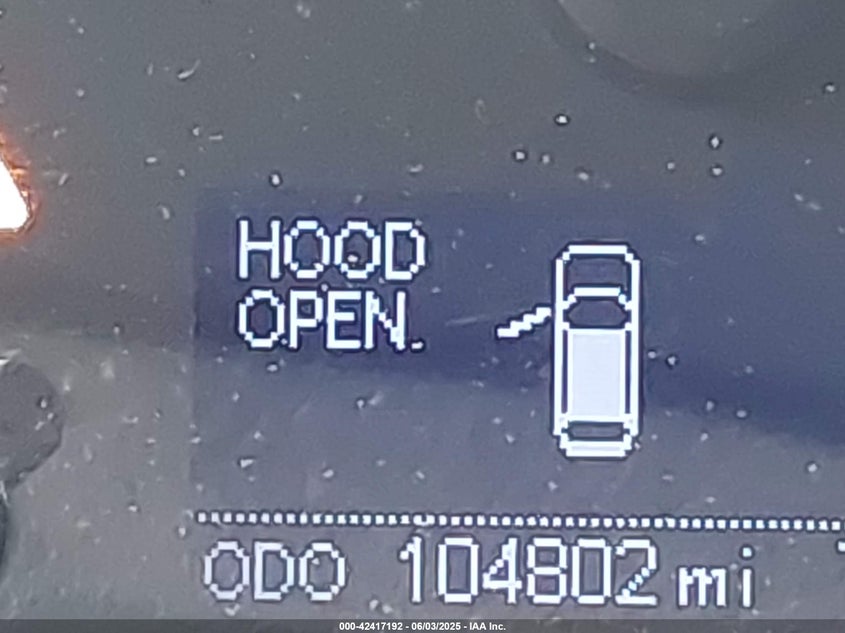 HOOD
OPEN.
ODO 104802 mi
000-42417192 - 06/03/2025 - IAA Inc.